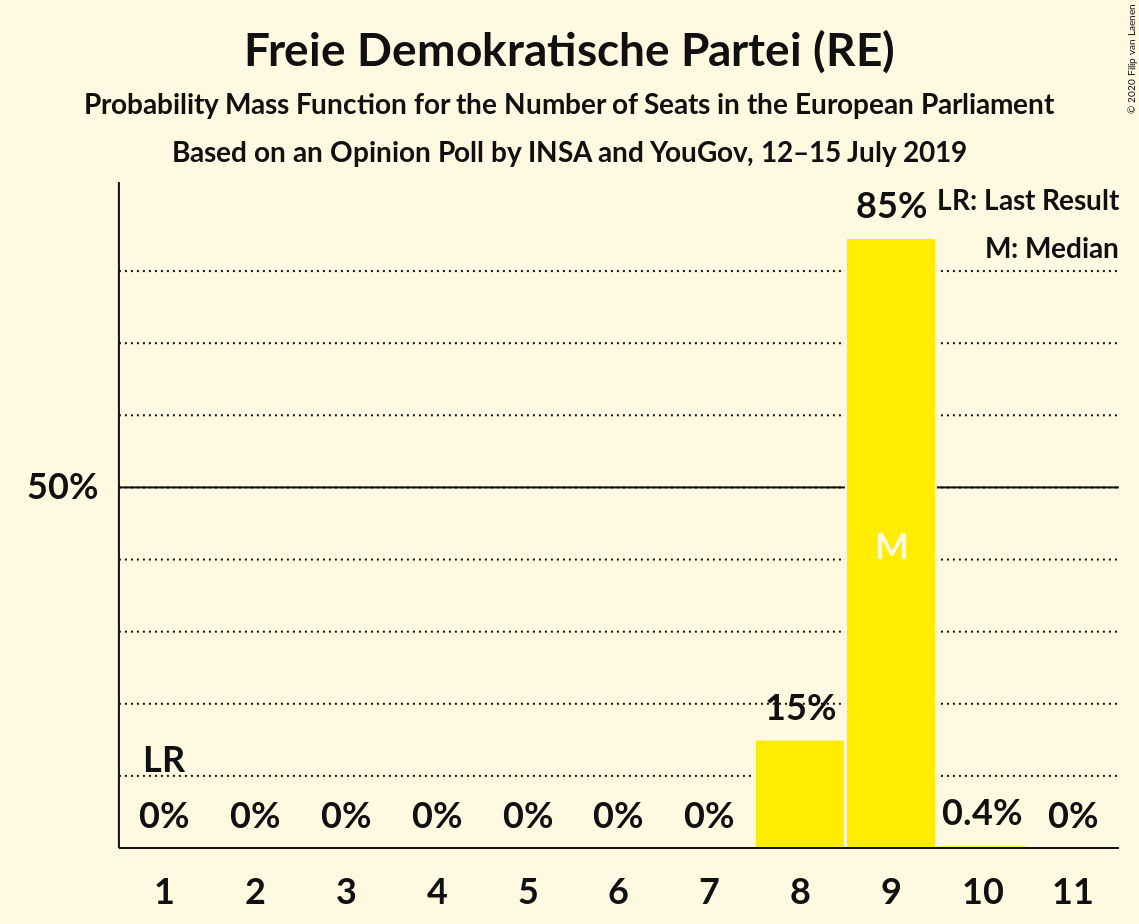 Freie Demokratische Partei (RE)
Probability Mass Function for the Number of Seats in the European Parliament
Based on an Opinion Poll by INSA and YouGov, 12–15 July 2019
© 2020 Filip van Laenen
85%
LR: Last Result
M: Median
50%
M
15%
LR
0% 0% 0% 0% 0% 0% 0% 0.4% 0%
1 2 3 4 5 6 7 8 9 10 11